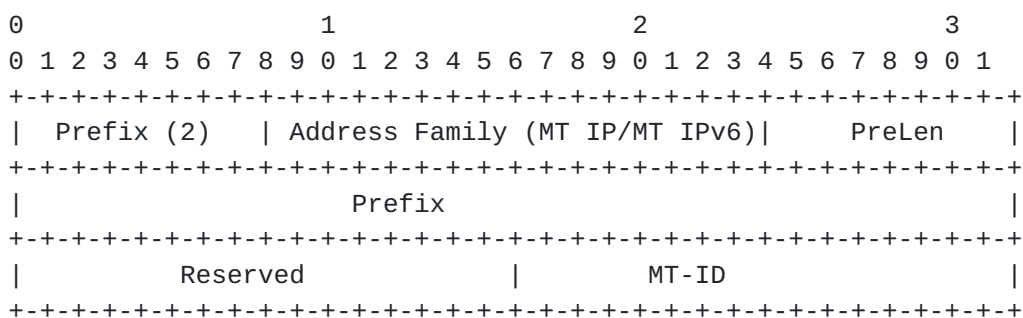 0                   1                   2                   3
0 1 2 3 4 5 6 7 8 9 0 1 2 3 4 5 6 7 8 9 0 1 2 3 4 5 6 7 8 9 0 1
+-+-+-+-+-+-+-+-+-+-+-+-+-+-+-+-+-+-+-+-+-+-+-+-+-+-+-+-+-+-+-+-+
|  Prefix (2)   | Address Family (MT IP/MT IPv6)|     PreLen    |
+-+-+-+-+-+-+-+-+-+-+-+-+-+-+-+-+-+-+-+-+-+-+-+-+-+-+-+-+-+-+-+-+
|                     Prefix                                    |
+-+-+-+-+-+-+-+-+-+-+-+-+-+-+-+-+-+-+-+-+-+-+-+-+-+-+-+-+-+-+-+-+
|          Reserved             |        MT-ID                  |
+-+-+-+-+-+-+-+-+-+-+-+-+-+-+-+-+-+-+-+-+-+-+-+-+-+-+-+-+-+-+-+-+